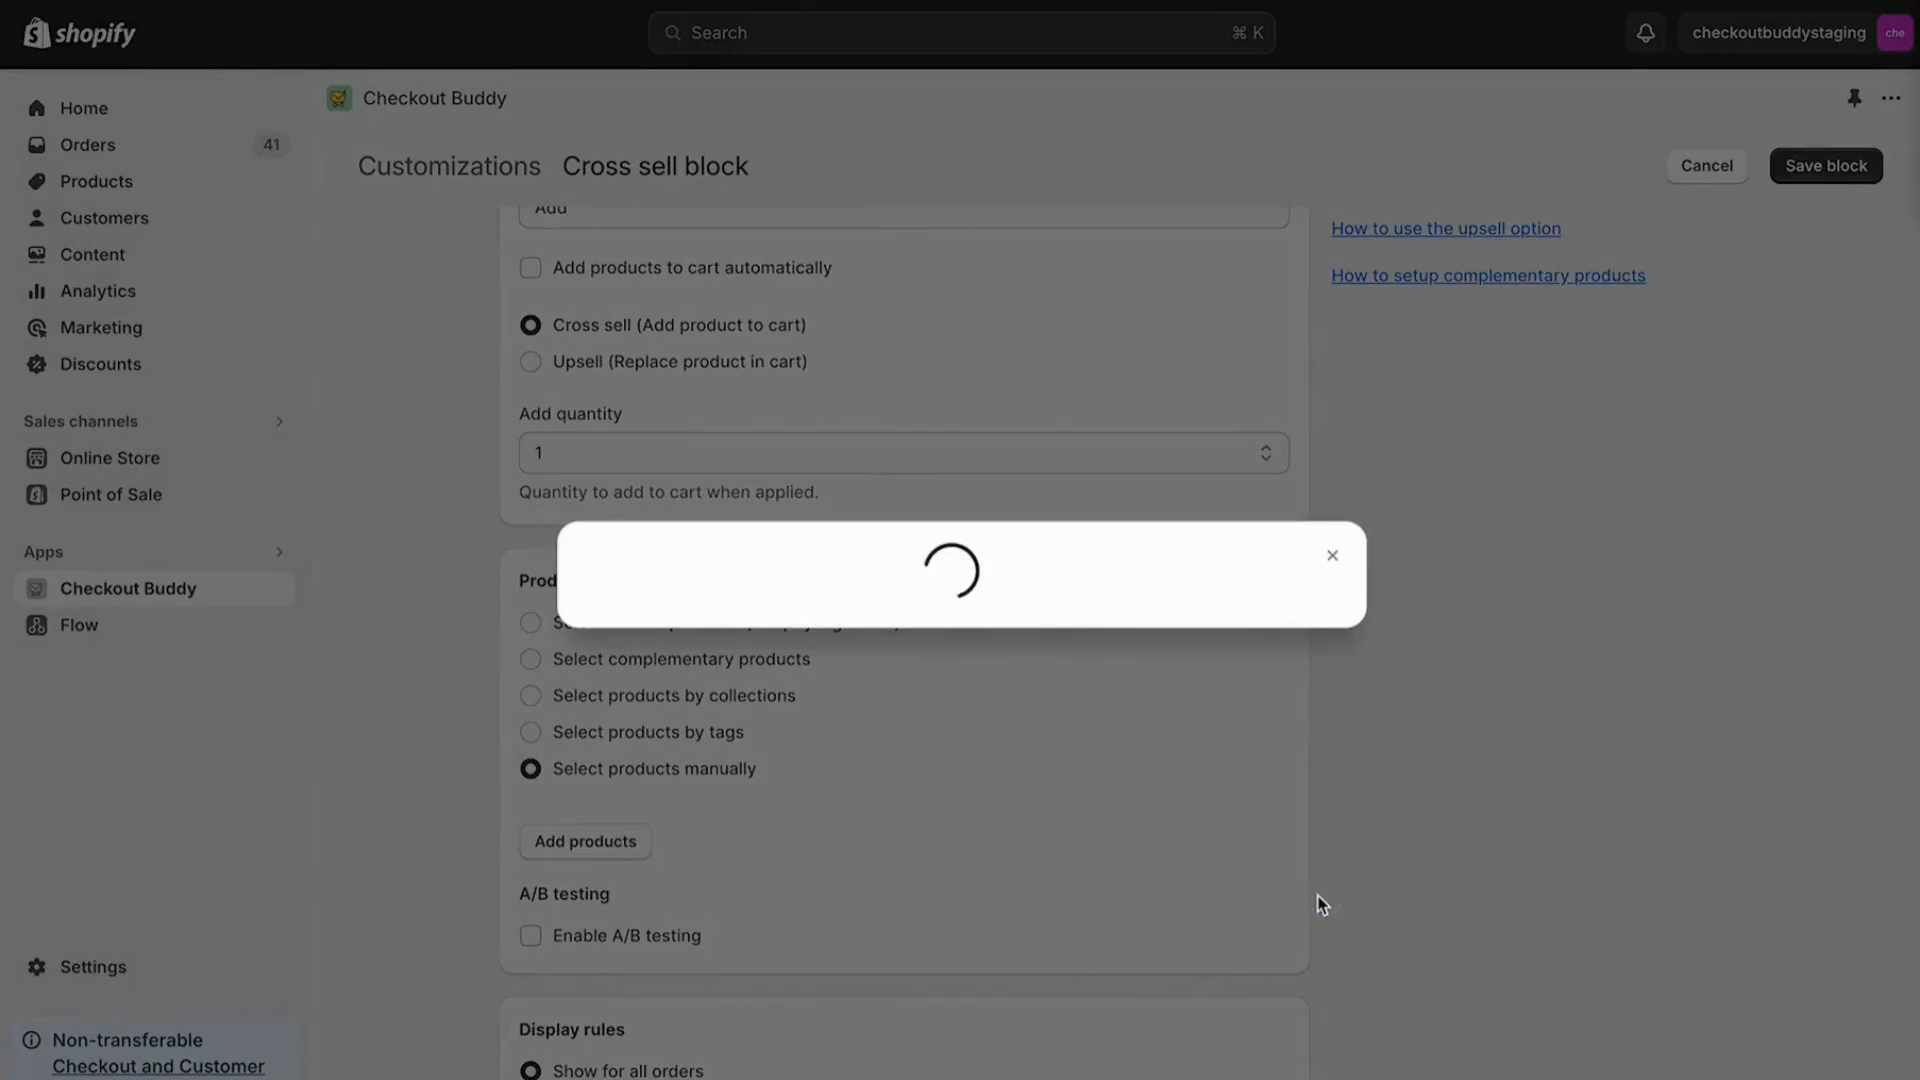 shopify
Search
⌘ K
checkoutbuddystaging
che
Home
Orders
41
Products
Customers
Content
Analytics
Marketing
Discounts
Sales channels
Online Store
Point of Sale
Apps
Checkout Buddy
Flow
Settings
Non-transferable
Checkout and Customer
Checkout Buddy
Customizations
Cross sell block
Cancel
Save block
Add
How to use the upsell option
How to setup complementary products
Add products to cart automatically
Cross sell (Add product to cart)
Upsell (Replace product in cart)
Add quantity
1
Quantity to add to cart when applied.
Prod
Select complementary products
Select products by collections
Select products by tags
Select products manually
Add products
A/B testing
Enable A/B testing
Display rules
Show for all orders